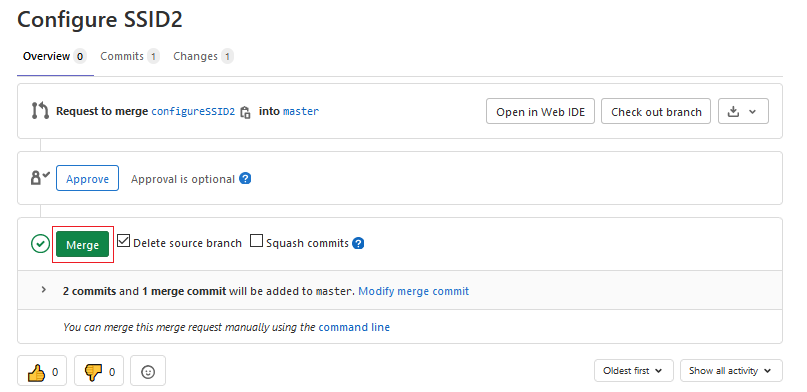 Configure SSID2
Overview 0 Commits 1 Changes 1
Request to merge configureSSID2 into master Open in Web IDE Check out branch
Approve Approval is optional ?
Merge Delete source branch Squash commits ?
2 commits and 1 merge commit will be added to master. Modify merge commit
You can merge this merge request manually using the command line
0 0 Oldest first Show all activity